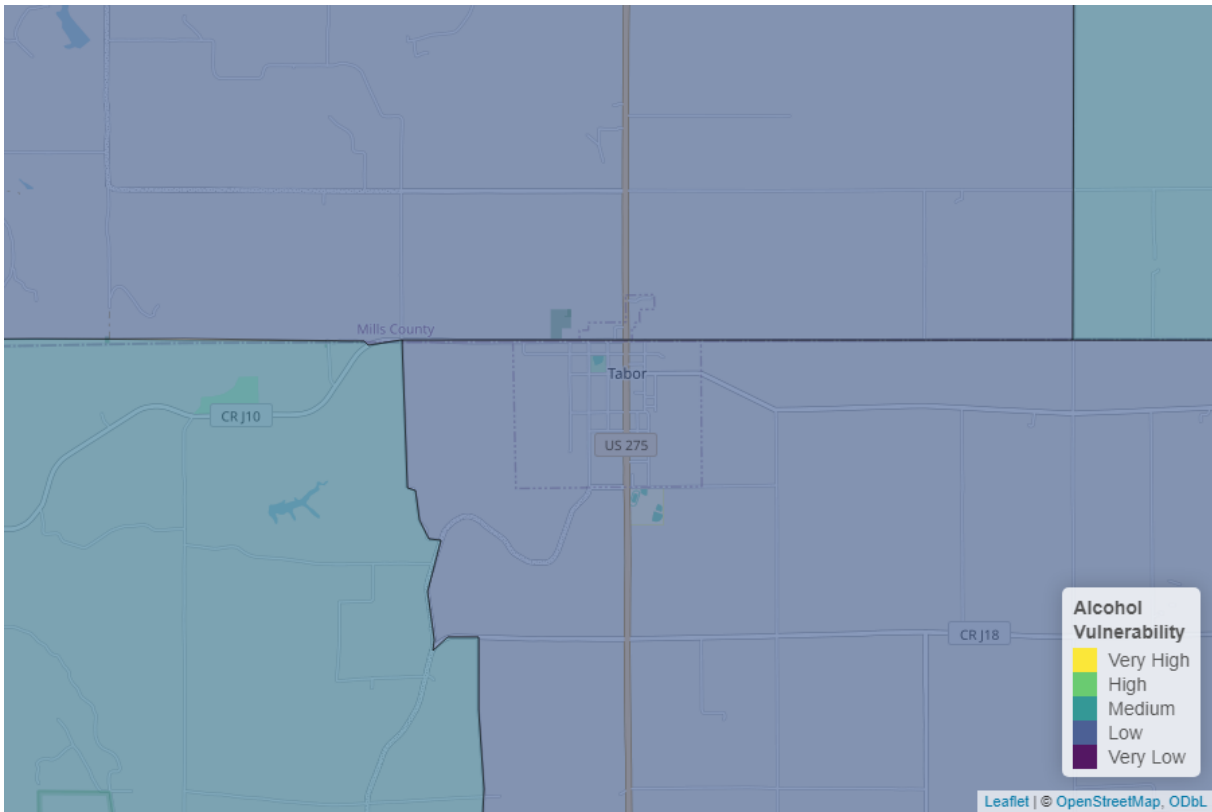 Mills County
Tabor
CR J10
US 275
CR J18
Alcohol
Vulnerability
Very High
High
Medium
Low
Very Low
Leaflet | © OpenStreetMap, ODbL